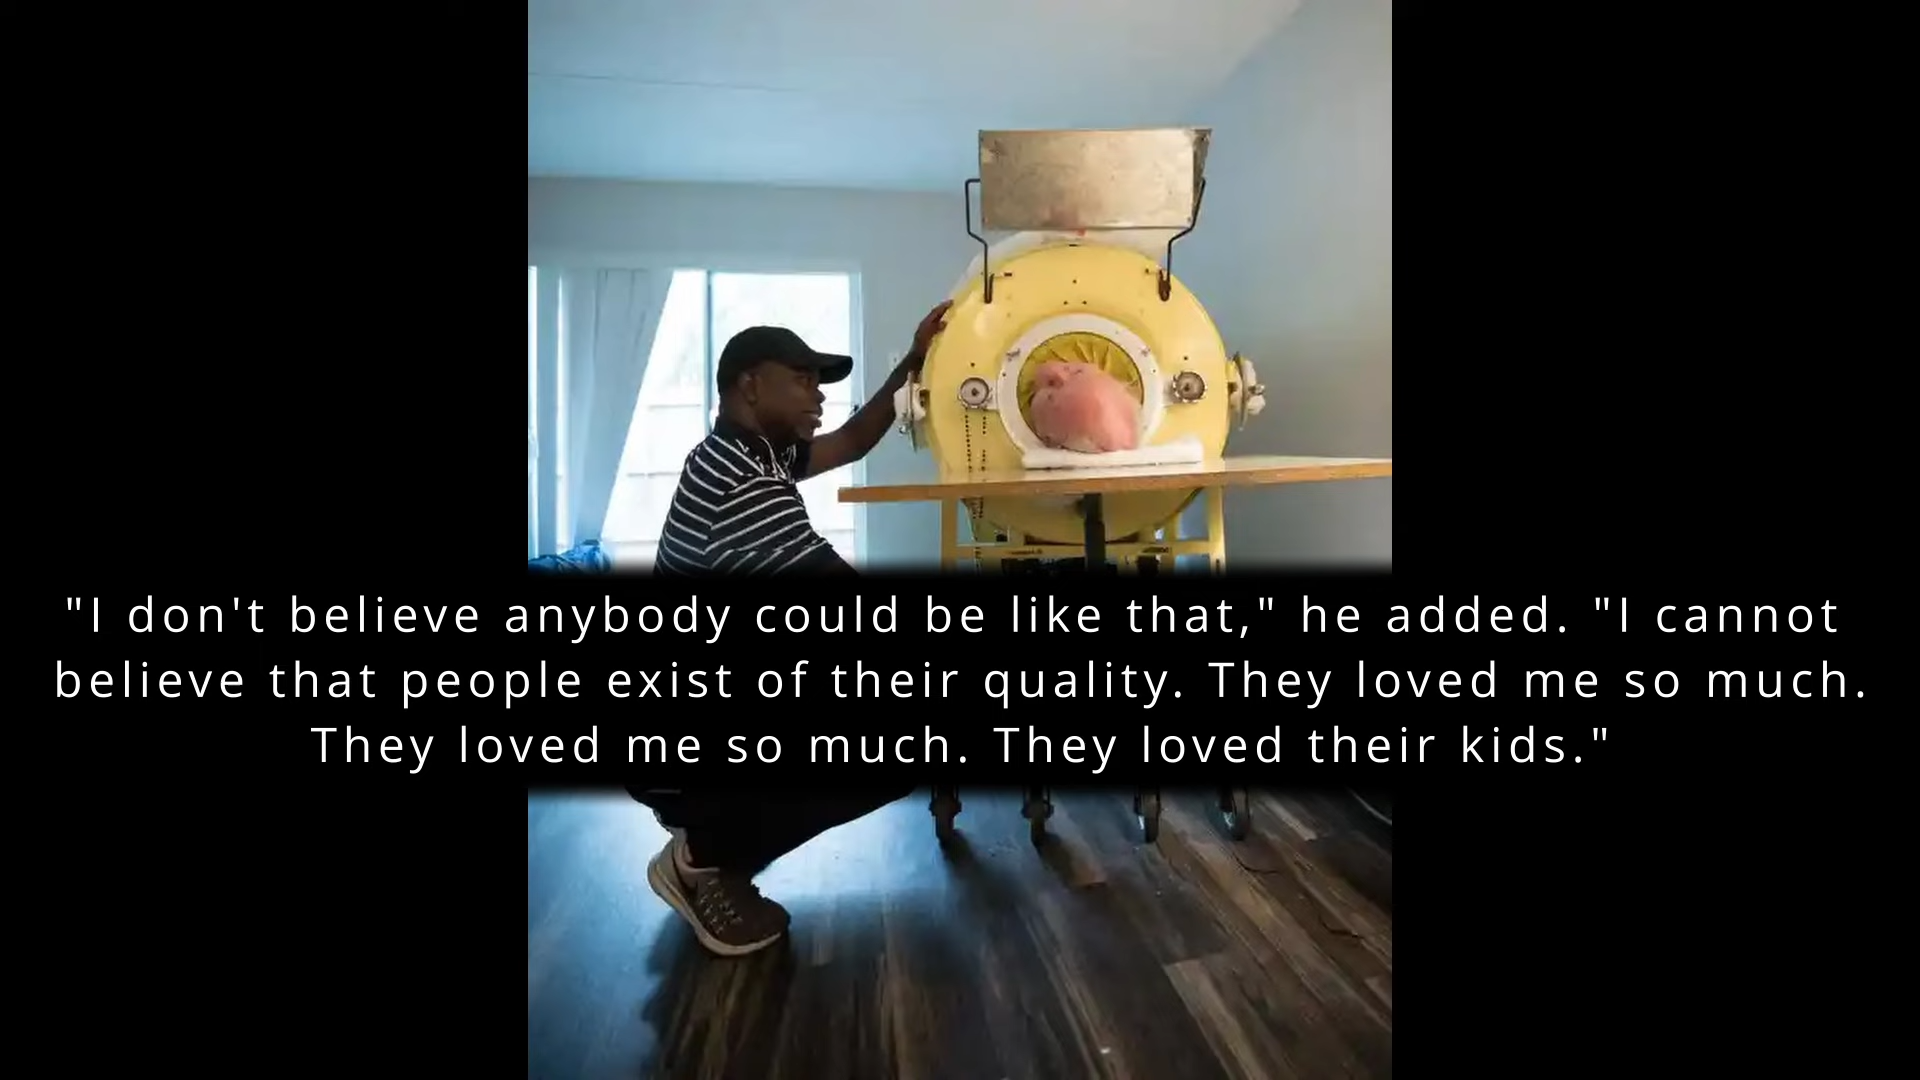 "I don't believe anybody could be like that," he added. "I cannot
believe that people exist of their quality. They loved me so much.
They loved me so much. They loved their kids."